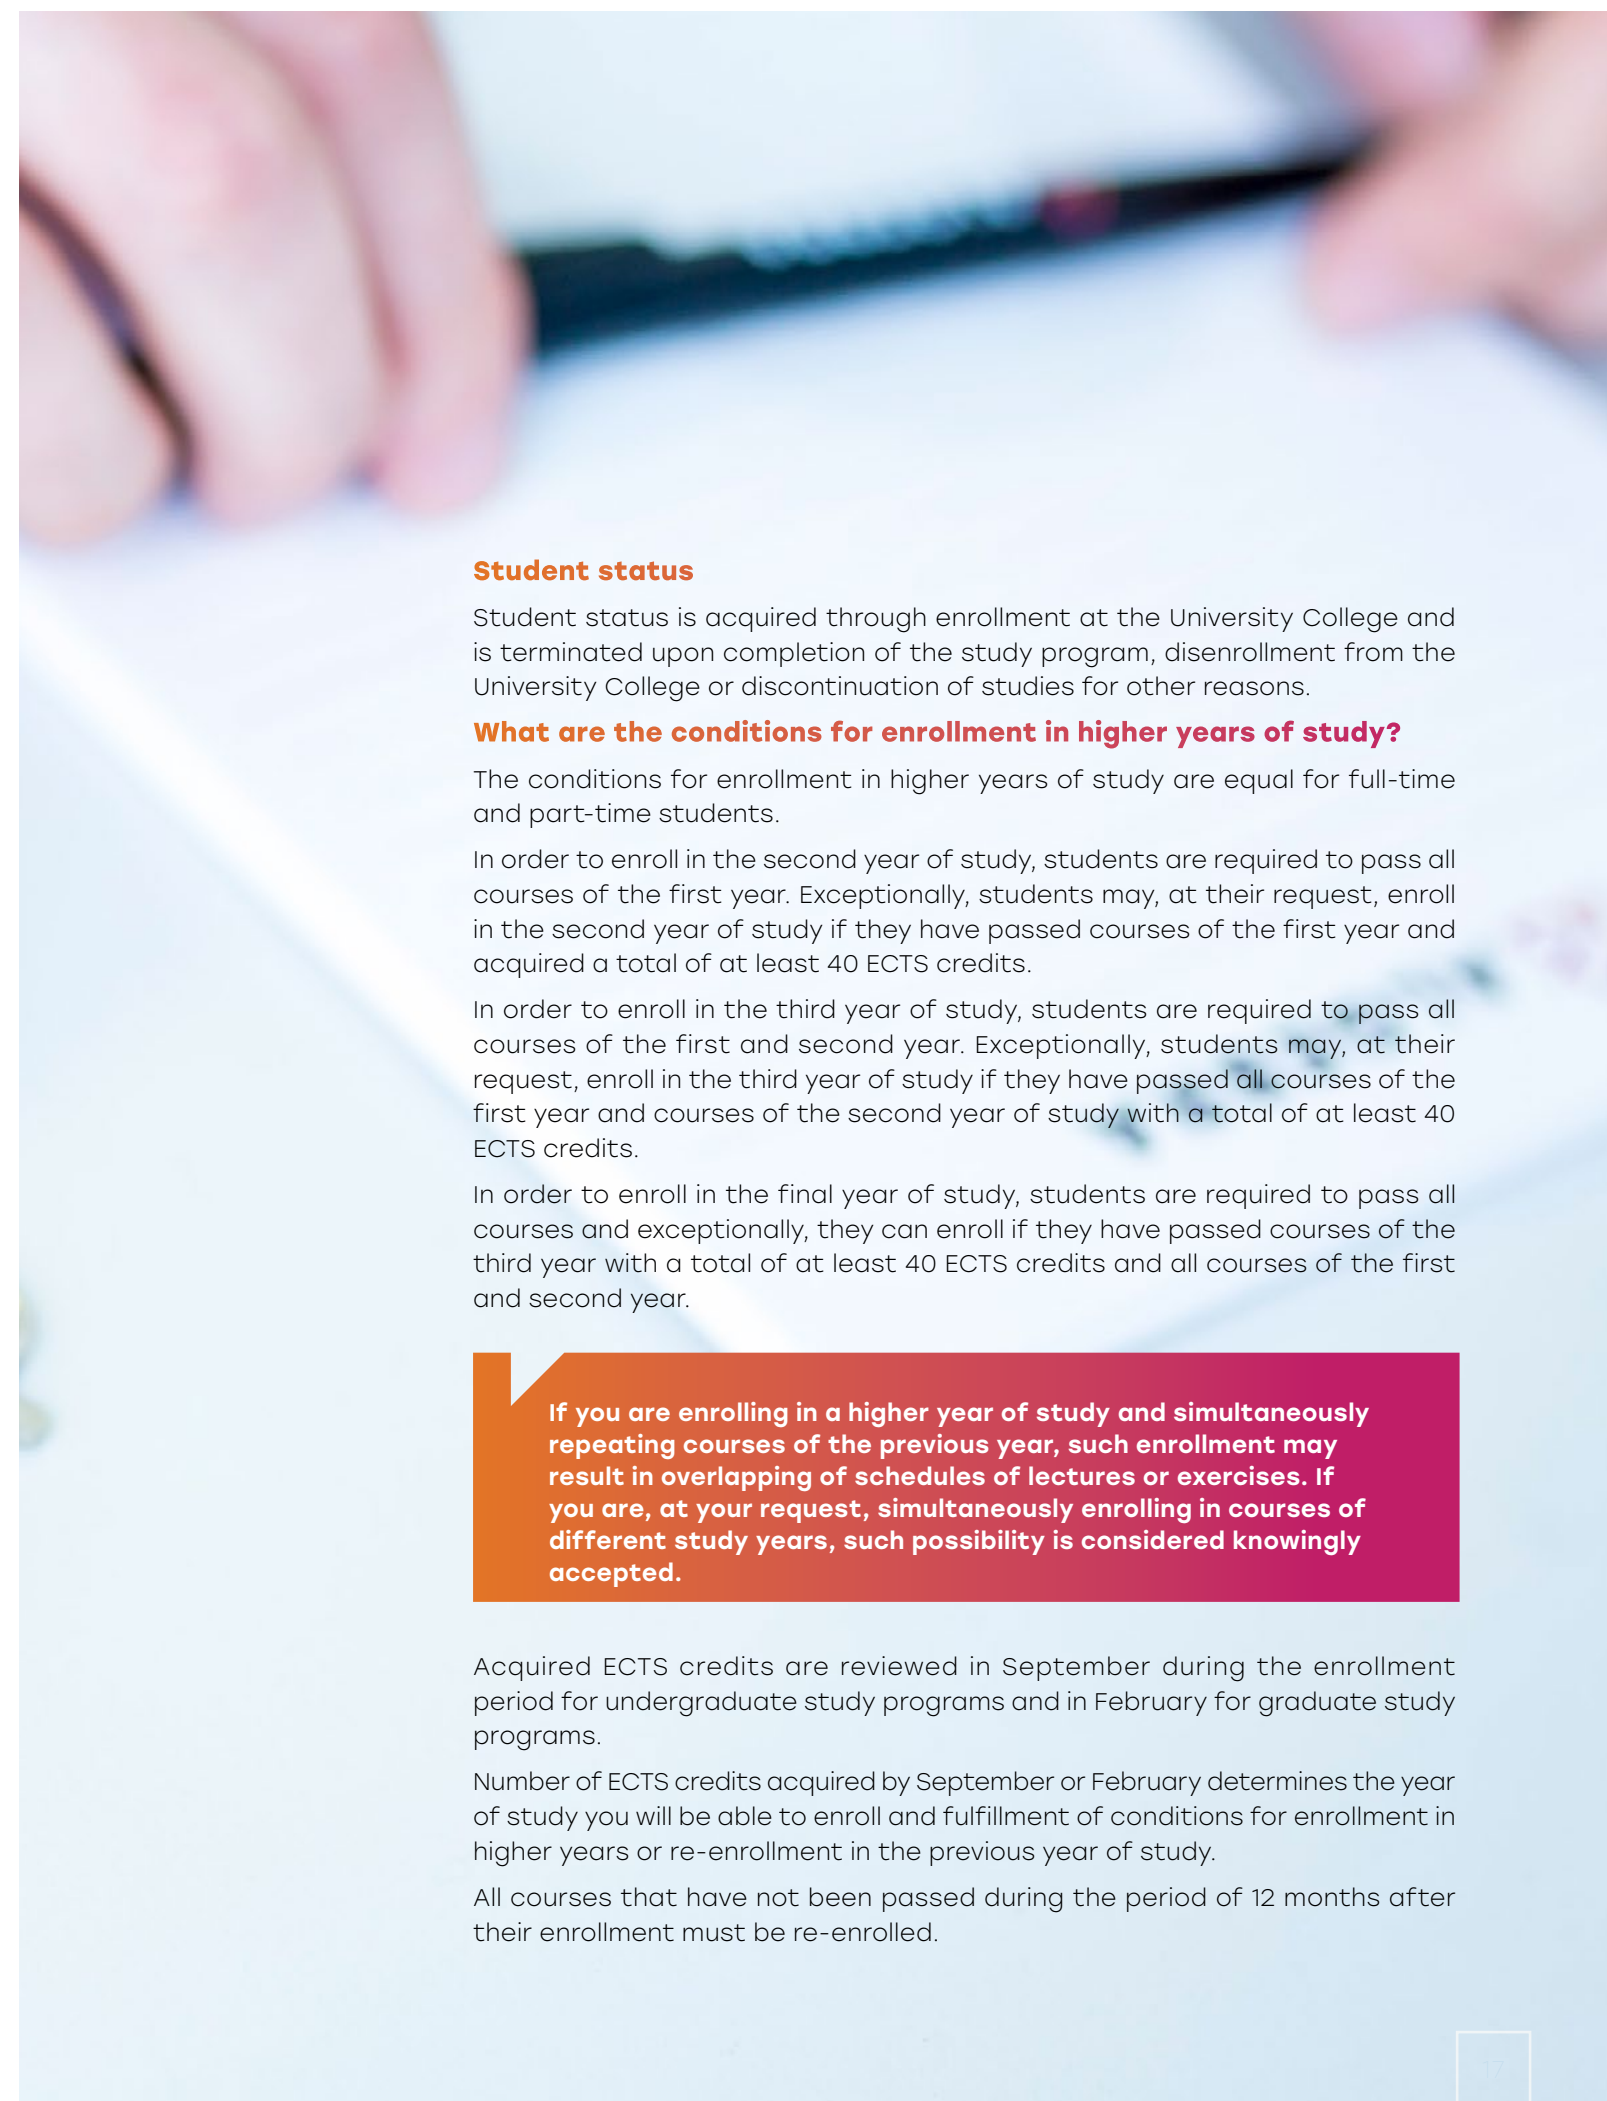 Student status
Student status is acquired through enrollment at the University College and
is terminated upon completion of the study program, disenrollment from the
University College or discontinuation of studies for other reasons.
What are the conditions for enrollment in higher years of study?
The conditions for enrollment in higher years of study are equal for full-time
and part-time students.
In order to enroll in the second year of study, students are required to pass all
courses of the first year. Exceptionally, students may, at their request, enroll
in the second year of study if they have passed courses of the first year and
acquired a total of at least 40 ECTS credits.
In order to enroll in the third year of study, students are required to pass all
courses of the first and second year. Exceptionally, students may, at their
request, enroll in the third year of study if they have passed all courses of the
first year and courses of the second year of study with a total of at least 40
ECTS credits.
In order to enroll in the final year of study, students are required to pass all
courses and exceptionally, they can enroll if they have passed courses of the
third year with a total of at least 40 ECTS credits and all courses of the first
and second year.
If you are enrolling in a higher year of study and simultaneously
repeating courses of the previous year, such enrollment may
result in overlapping of schedules of lectures or exercises. If
you are, at your request, simultaneously enrolling in courses of
different study years, such possibility is considered knowingly
accepted.
Acquired ECTS credits are reviewed in September during the enrollment
period for undergraduate study programs and in February for graduate study
programs.
Number of ECTS credits acquired by September or February determines the year
of study you will be able to enroll and fulfillment of conditions for enrollment in
higher years or re-enrollment in the previous year of study.
All courses that have not been passed during the period of 12 months after
their enrollment must be re-enrolled.
17